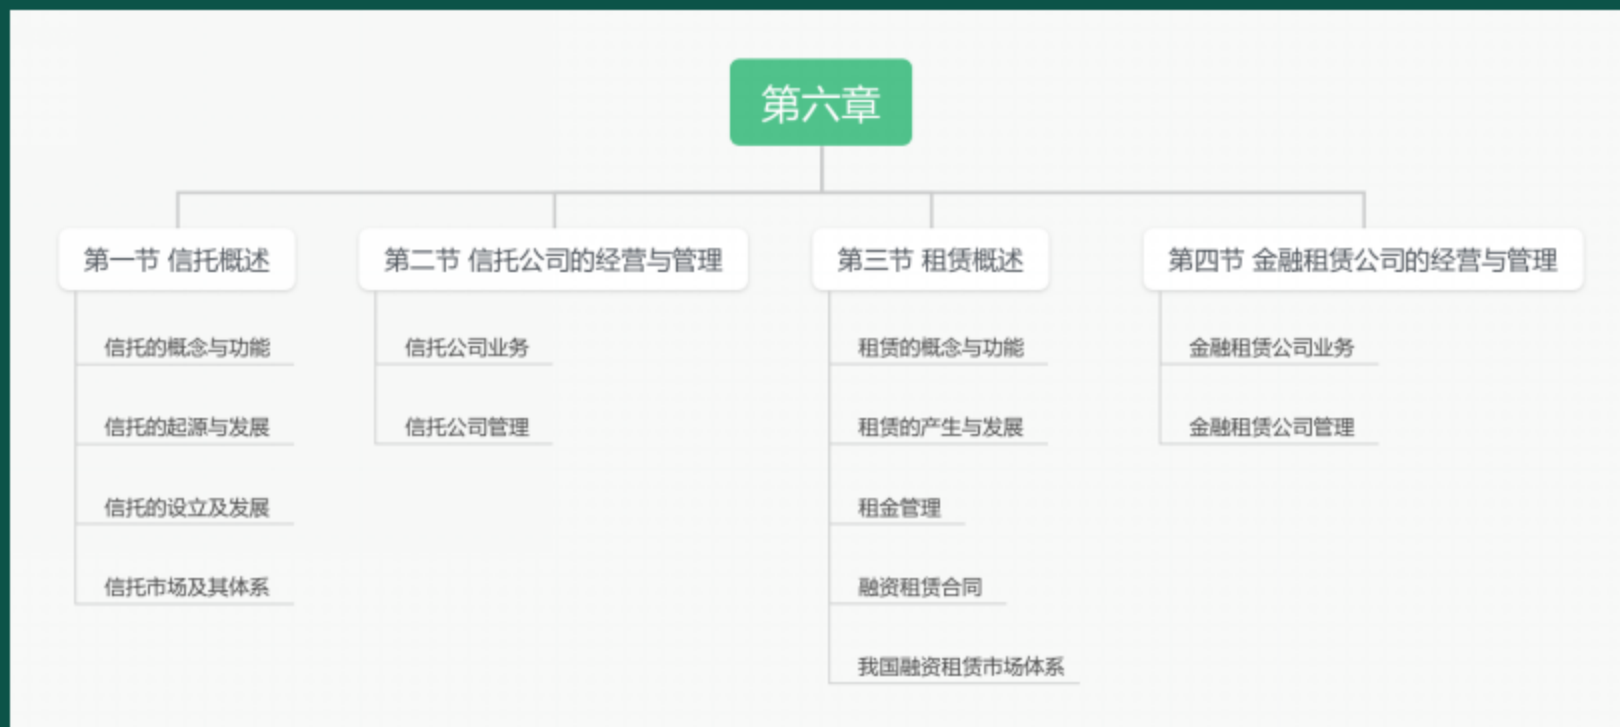 第六章
第一节 信托概述
信托的概念与功能
信托的起源与发展
信托的设立及发展
信托市场及其体系
第二节 信托公司的经营与管理
信托公司业务
信托公司管理
第三节 租赁概述
租赁的概念与功能
租赁的产生与发展
租金管理
融资租赁合同
我国融资租赁市场体系
第四节 金融租赁公司的经营与管理
金融租赁公司业务
金融租赁公司管理